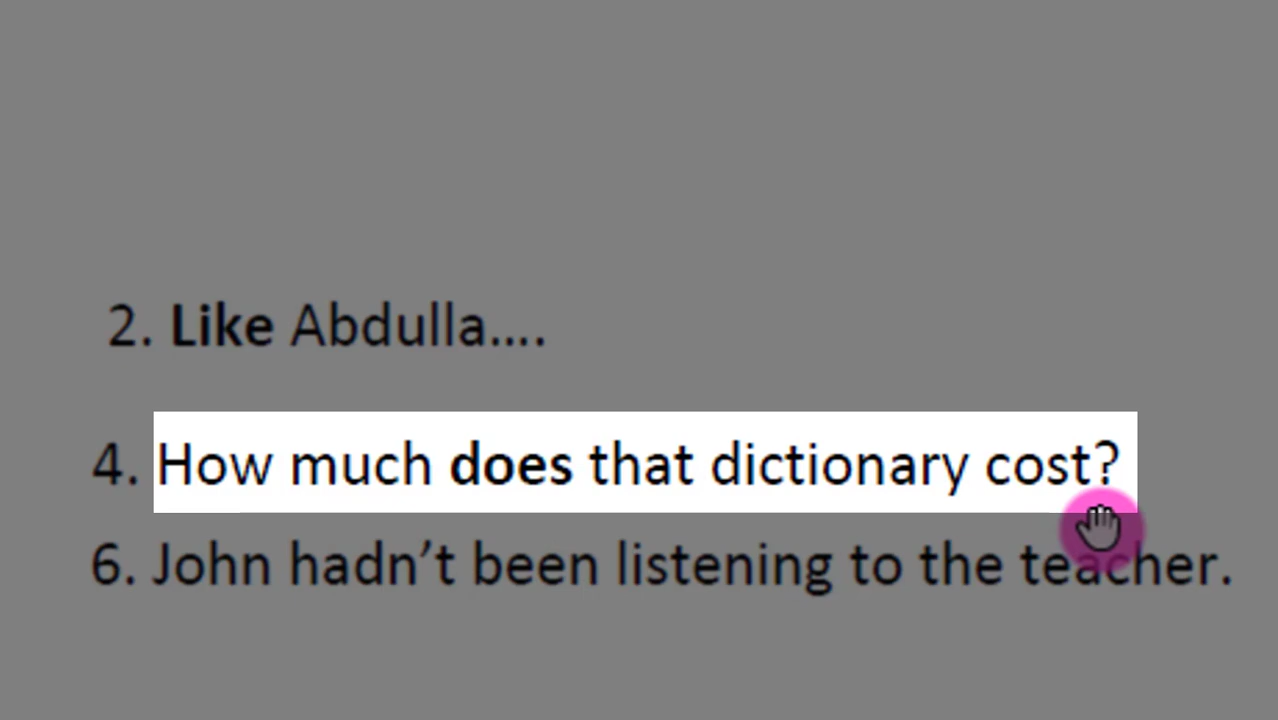 2. Like Abdulla....
4. How much does that dictionary cost?
6. John hadn’t been listening to the teacher.